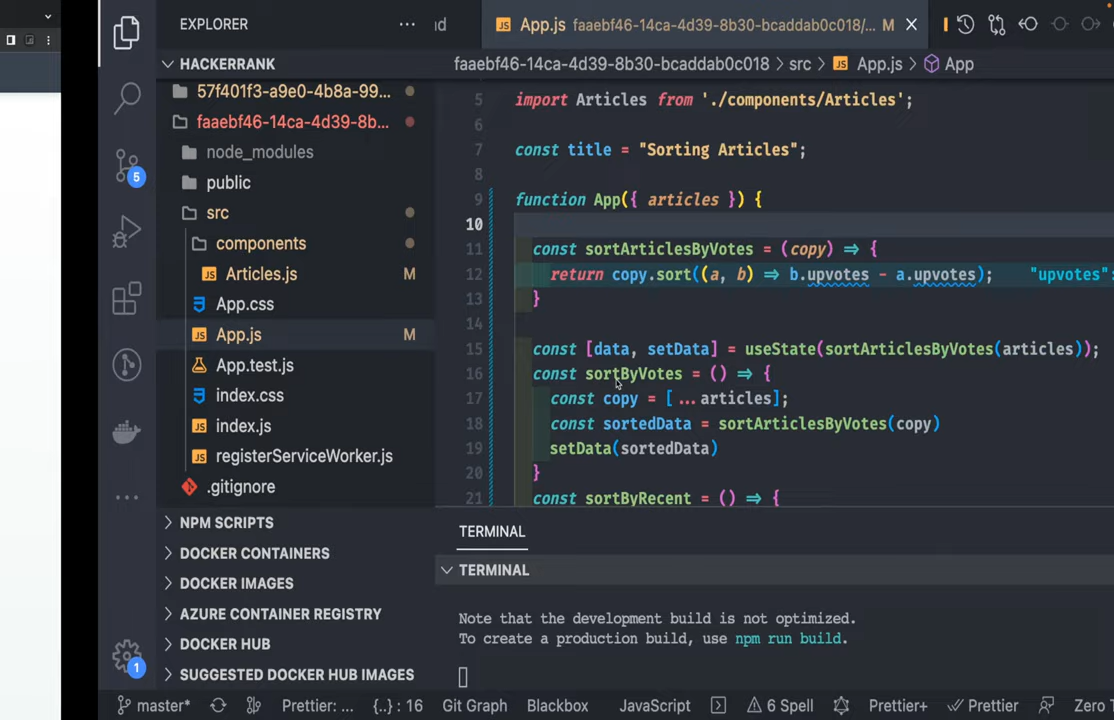 EXPLORER
HACKERRANK
57f401f3-a9e0-4b8a-99...
faaebf46-14ca-4d39-8b...
node_modules
public
src
components
JS Articles.js M
App.css
JS App.js M
App.test.js
index.css
JS index.js
JS registerServiceWorker.js
.gitignore
NPM SCRIPTS
DOCKER CONTAINERS
DOCKER IMAGES
AZURE CONTAINER REGISTRY
DOCKER HUB
SUGGESTED DOCKER HUB IMAGES
5
1
JS App.js faaebf46-14ca-4d39-8b30-bcaddab0c018/... M
faaebf46-14ca-4d39-8b30-bcaddab0c018 > src > JS App.js > App
5 import Articles from './components/Articles';
6
7 const title = "Sorting Articles";
8
9 function App({ articles }) {
10
11 const sortArticlesByVotes = (copy) => {
12 return copy.sort((a, b) => b.upvotes - a.upvotes); "upvotes":
13 }
14
15 const [data, setData] = useState(sortArticlesByVotes(articles));
16 const sortByVotes = () => {
17 const copy = [ ...articles];
18 const sortedData = sortArticlesByVotes(copy)
19 setData(sortedData)
20 }
21 const sortByRecent = () => {
TERMINAL
TERMINAL
Note that the development build is not optimized.
To create a production build, use npm run build.
master* Prettier: ... {..} : 16 Git Graph Blackbox JavaScript 6 Spell Prettier+ Prettier Zero